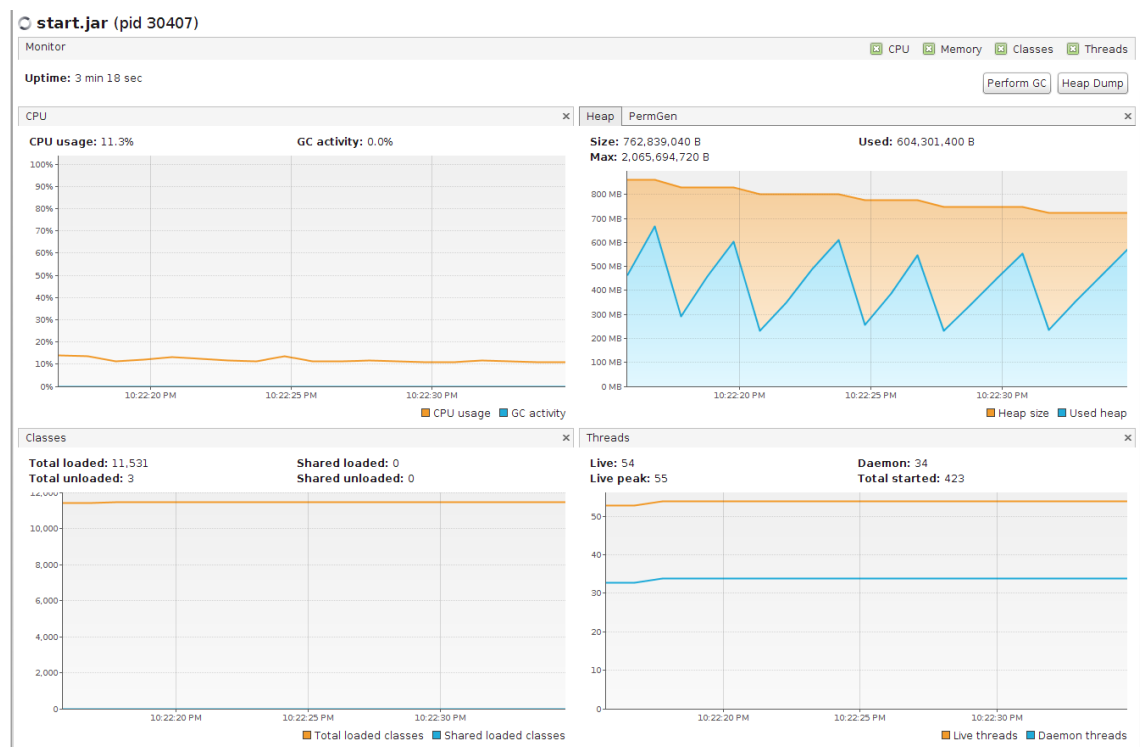 start.jar (pid 30407)
Monitor
CPU Memory Classes Threads
Uptime: 3 min 18 sec
Perform GC Heap Dump
CPU
CPU usage: 11.3% GC activity: 0.0%
100%
90%
80%
70%
60%
50%
40%
30%
20%
10%
0%
10:22:20 PM 10:22:25 PM 10:22:30 PM
CPU usage GC activity
Heap PermGen
Size: 762,839,040 B Used: 604,301,400 B
Max: 2,065,694,720 B
800 MB
700 MB
600 MB
500 MB
400 MB
300 MB
200 MB
100 MB
0 MB
10:22:20 PM 10:22:25 PM 10:22:30 PM
Heap size Used heap
Classes
Total loaded: 11,531 Shared loaded: 0
Total unloaded: 3 Shared unloaded: 0
12,000
10,000
8,000
6,000
4,000
2,000
0
10:22:20 PM 10:22:25 PM 10:22:30 PM
Total loaded classes Shared loaded classes
Threads
Live: 54 Daemon: 34
Live peak: 55 Total started: 423
50
40
30
20
10
0
10:22:20 PM 10:22:25 PM 10:22:30 PM
Live threads Daemon threads